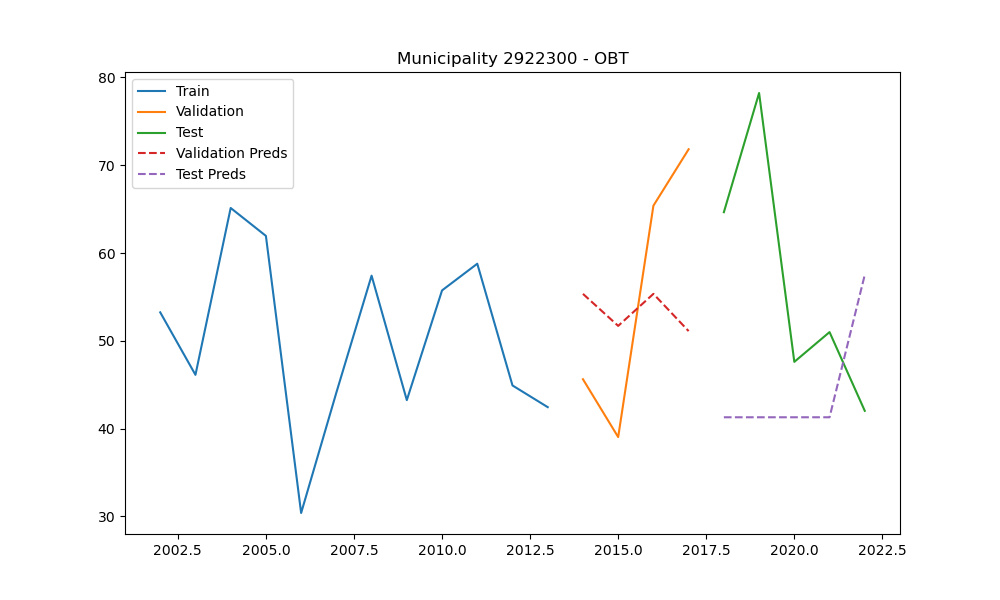 Municipality 2922300 - OBT
Train
Validation
Test
Validation Preds
Test Preds
80
70
60
50
40
30
2002.5 2005.0 2007.5 2010.0 2012.5 2015.0 2017.5 2020.0 2022.5